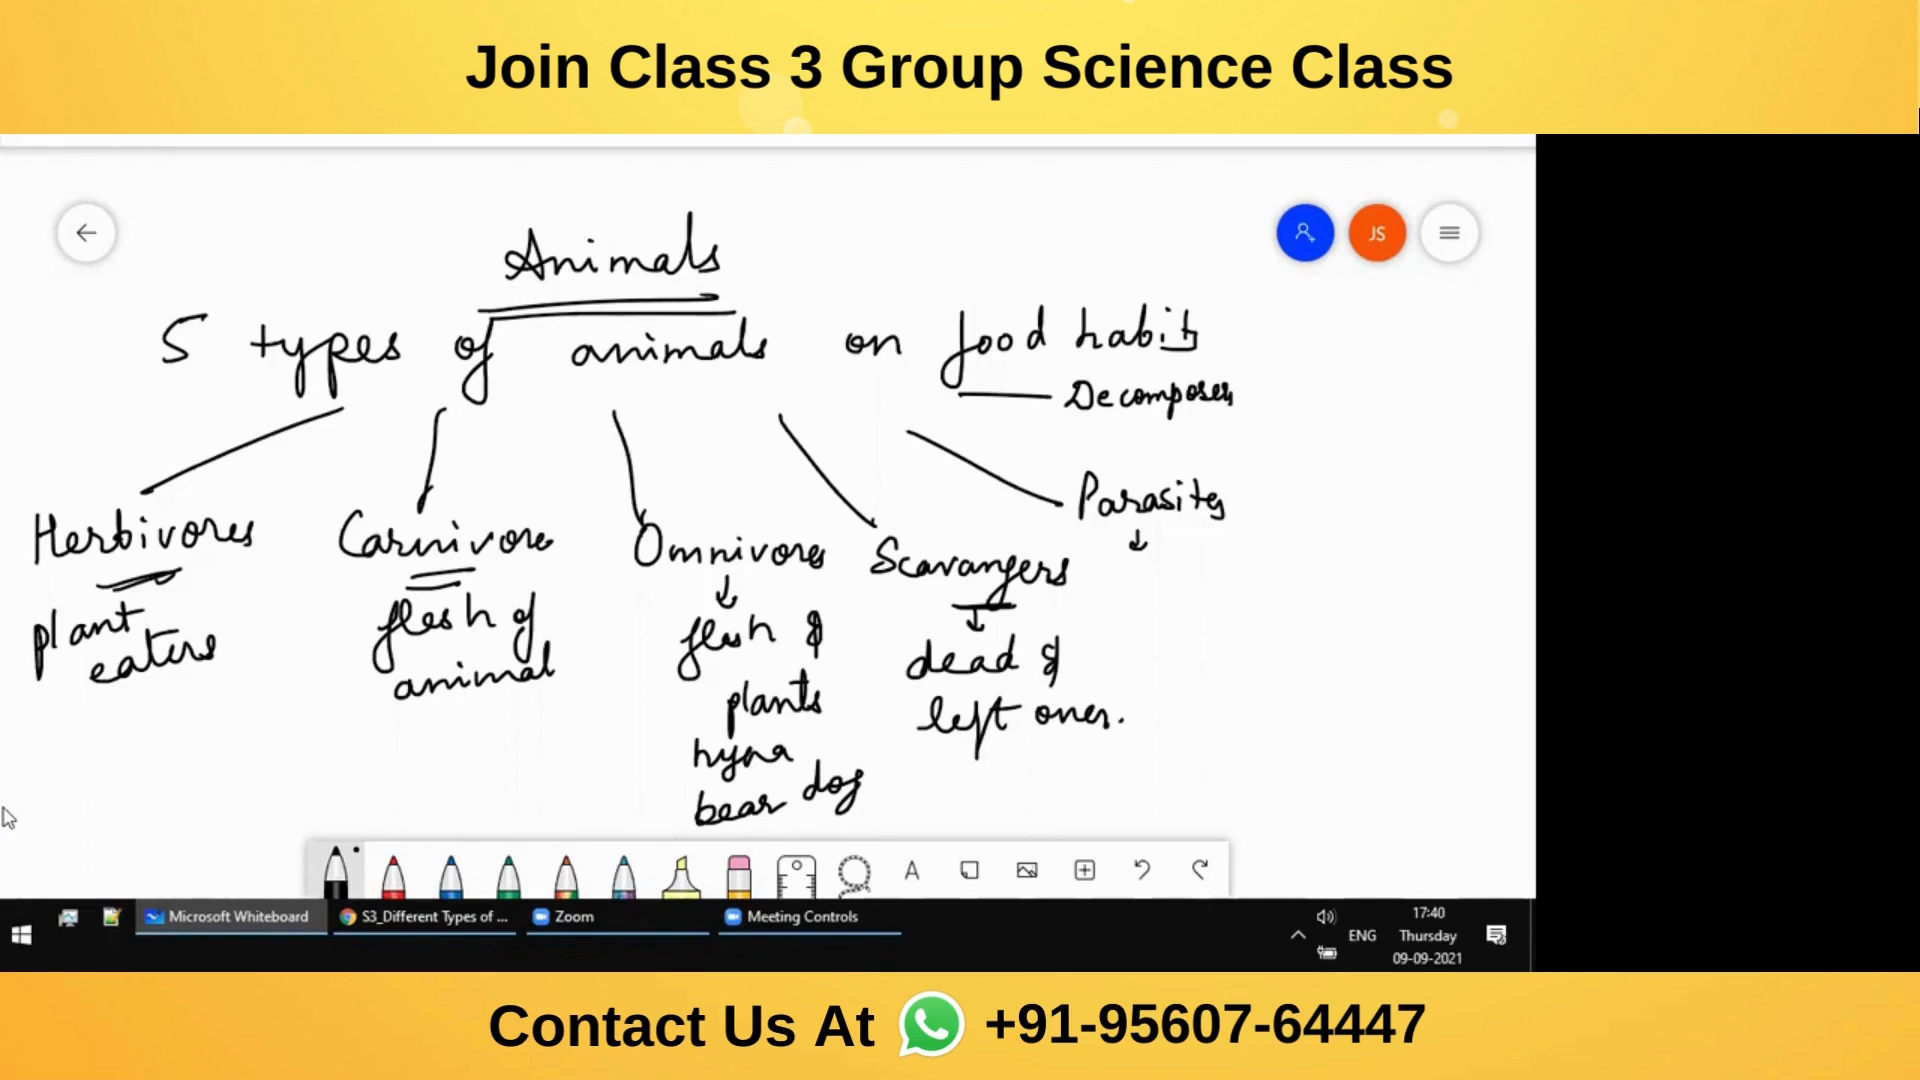 Join Class 3 Group Science Class
JS
Animals
5 types of animals on food habits
Decomposers
Herbivores
plant
eaters
Carnivore
flesh of
animal
Omnivores
flesh &
plants
hyna
bear dog
Scavangers
dead &
left ones.
Parasites
A
Microsoft Whiteboard
S3_Different Types of ...
Zoom
Meeting Controls
ENG
17:40
Thursday
09-09-2021
Contact Us At +91-95607-64447